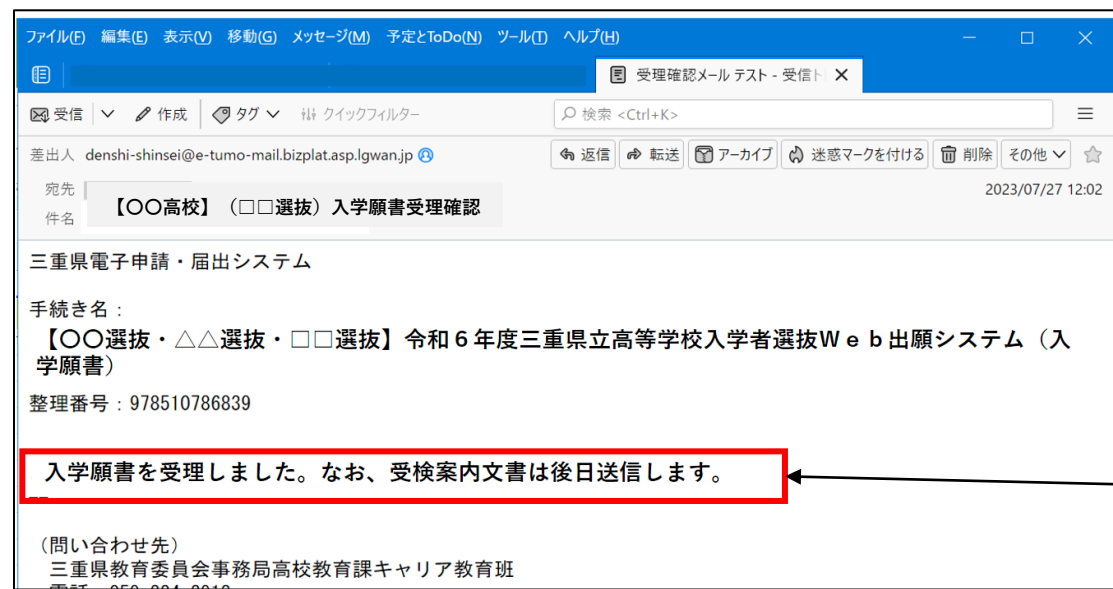 ファイル(F) 編集(E) 表示(V) 移動(G) メッセージ(M) 予定とToDo(N) ツール(T) ヘルプ(H)
受理確認メール テスト - 受信ト
受信 作成 タグ クイックフィルター 検索 <Ctrl+K>
差出人 denshi-shinsei@e-tumo-mail.bizplat.asp.lgwan.jp 返信 転送 アーカイブ 迷惑マークを付ける 削除 その他
宛先 2023/07/27 12:02
件名 【〇〇高校】（□□選抜）入学願書受理確認
三重県電子申請・届出システム
手続き名：
【〇〇選抜・△△選抜・□□選抜】令和６年度三重県立高等学校入学者選抜Ｗｅｂ出願システム（入
学願書）
整理番号：978510786839
入学願書を受理しました。なお、受検案内文書は後日送信します。
（問い合わせ先）
三重県教育委員会事務局高校教育課キャリア教育班